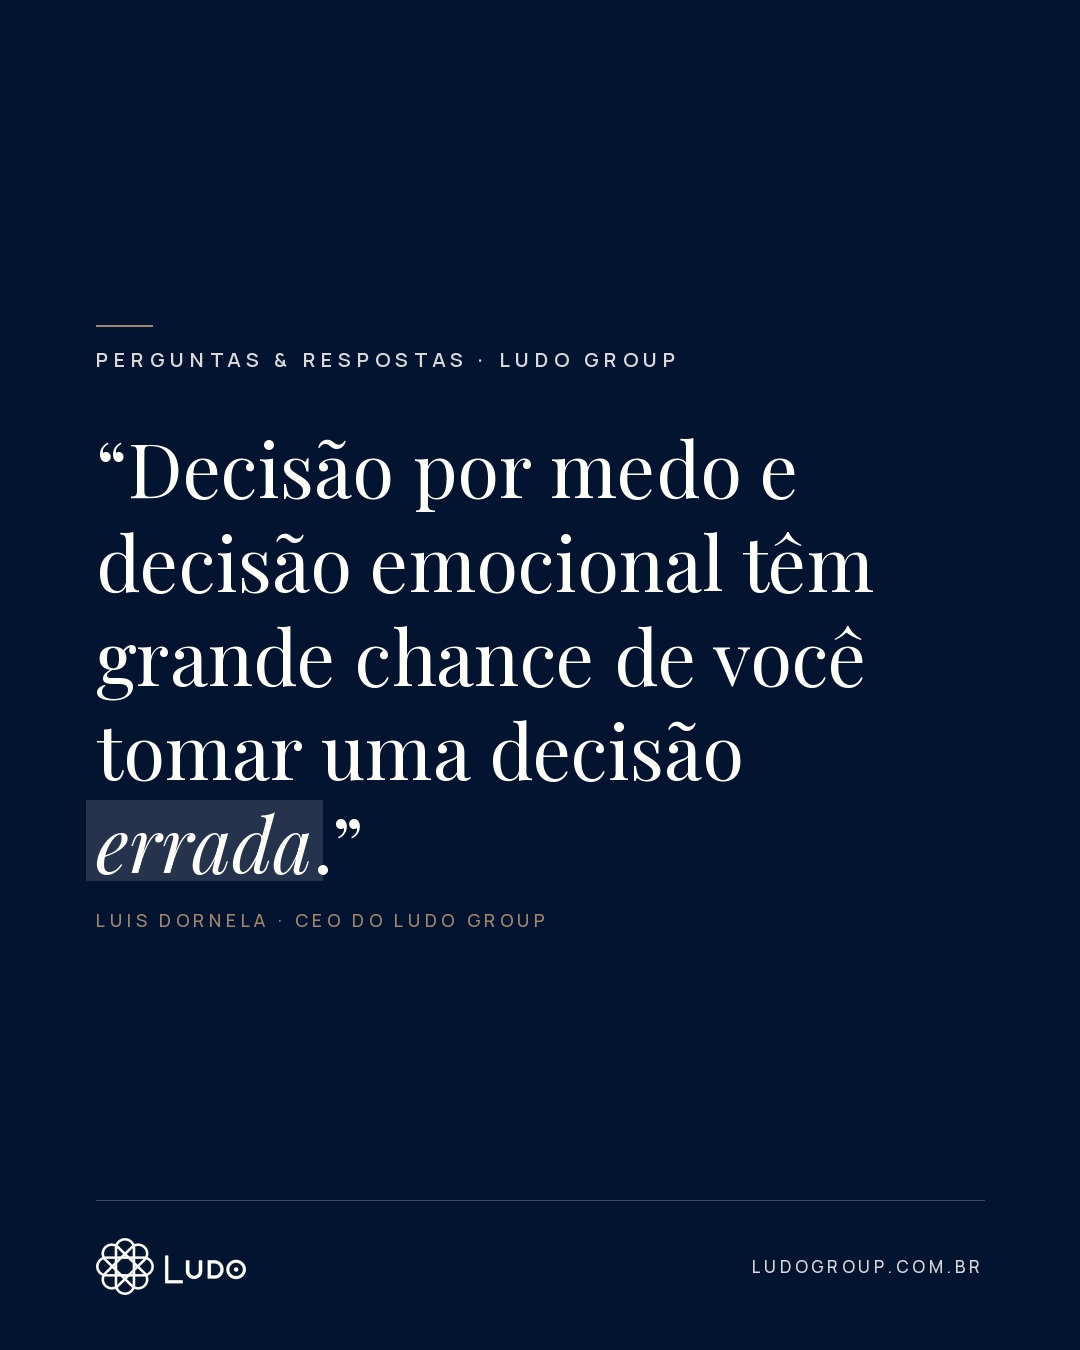 PERGUNTAS & RESPOSTAS · LUDO GROUP
“Decisão por medo e
decisão emocional têm
grande chance de você
tomar uma decisão
errada.”
LUIS DORNELA · CEO DO LUDO GROUP
LUDO
LUDOGROUP.COM.BR